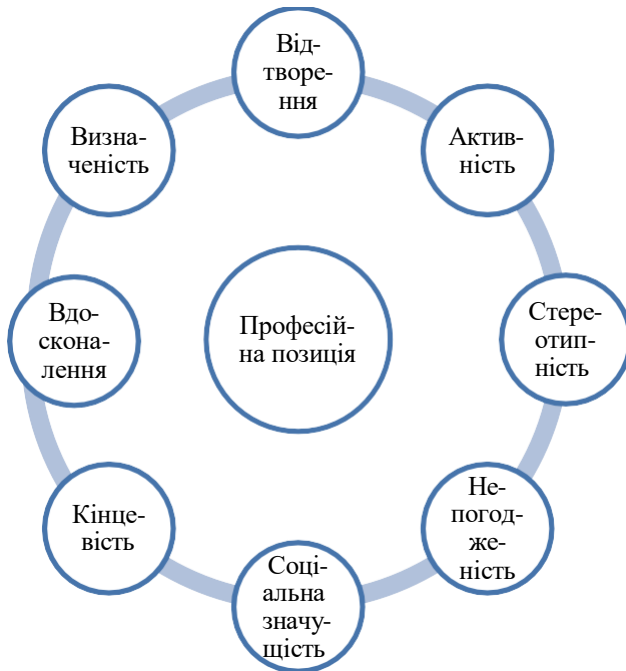 Від-
творе-
ння
Актив-
ність
Стере-
отип-
ність
Не-
погод-
же-
ність
Соці-
альна
значу-
щість
Кінце-
вість
Вдо-
скона-
лення
Визна-
ченість
Професій-
на позиція